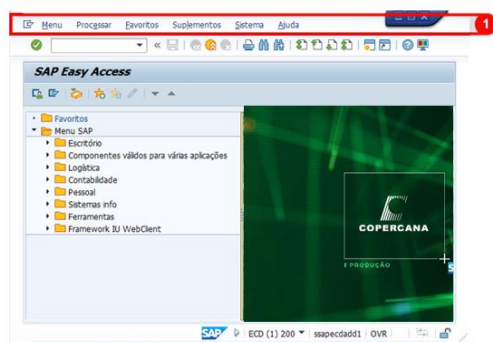 Menu Processar Favoritos Suplementos Sistema Ajuda
1
SAP Easy Access
Favoritos
Menu SAP
Escritório
Componentes válidos para várias aplicações
Logística
Contabilidade
Pessoal
Sistemas info
Ferramentas
Framework IU WebClient
COPERCANA
PRODUÇÃO
SAP ECD (1) 200 ssapecdadd1 OVR